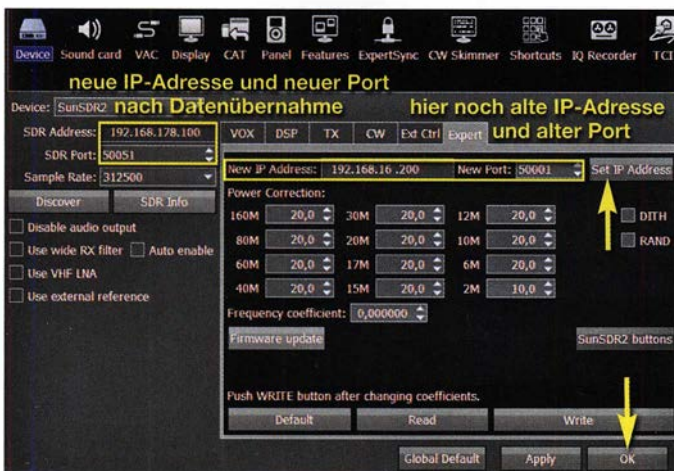 Device Sound card VAC Display CAT Panel Features ExpertSync CW Skimmer Shortcuts IQ Recorder TCI
neue IP-Adresse und neuer Port
nach Datenübernahme
hier noch alte IP-Adresse
und alter Port
Device: SunSDR2
SDR Address: 192.168.178.100
VOX DSP TX CW Ext Ctrl Expert
SDR Port: 50051
Sample Rate: 312500
New IP Address: 192.168.16 .200 New Port: 50001 Set IP Address
Discover SDR Info
Power Correction:
Disable audio output
160M 20,0 30M 20,0 12M 20,0 DITH
Use wide RX filter Auto enable
80M 20,0 20M 20,0 10M 20,0 RAND
Use VHF LNA
60M 20,0 17M 20,0 6M 20,0
Use external reference
40M 20,0 15M 20,0 2M 10,0
Frequency coefficient: 0,000000
Firmware update SunSDR2 buttons
Push WRITE button after changing coefficients.
Default Read Write
Global Default Apply OK